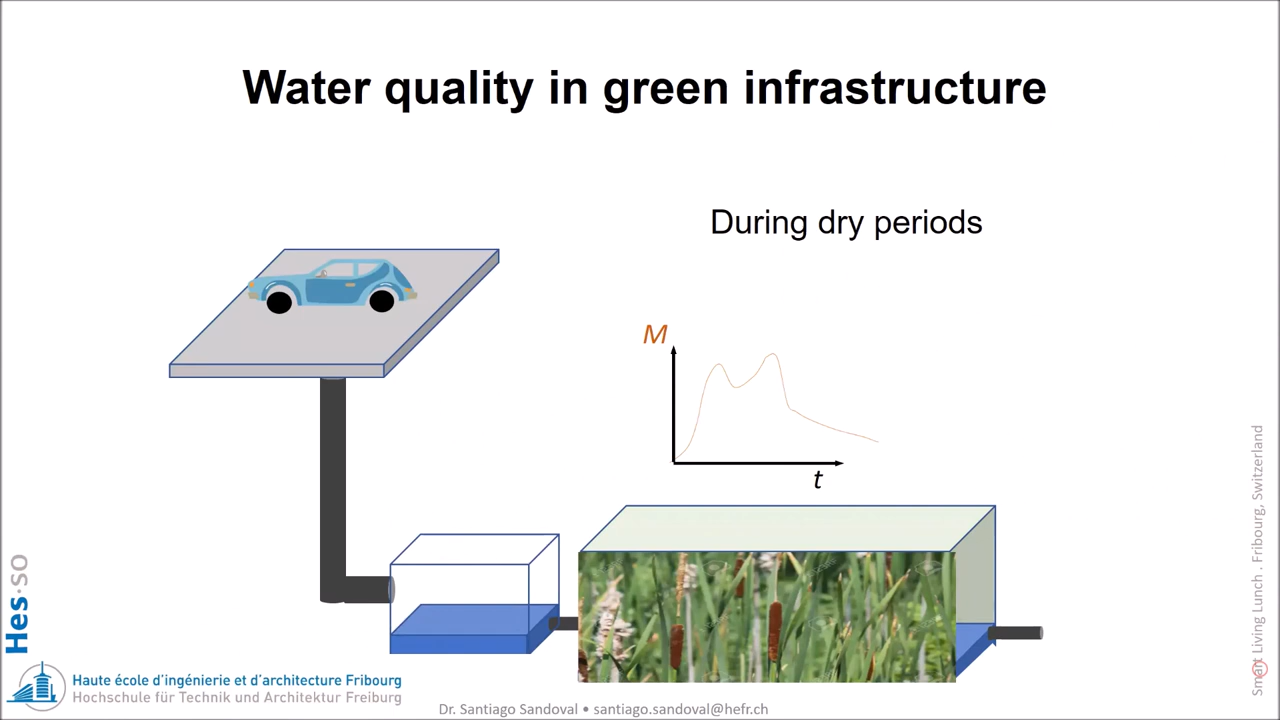 Water quality in green infrastructure
During dry periods
M
t
Hes·SO
Haute école d'ingénierie et d'architecture Fribourg
Hochschule für Technik und Architektur Freiburg
Dr. Santiago Sandoval • santiago.sandoval@hefr.ch
Smart Living Lunch . Fribourg, Switzerland